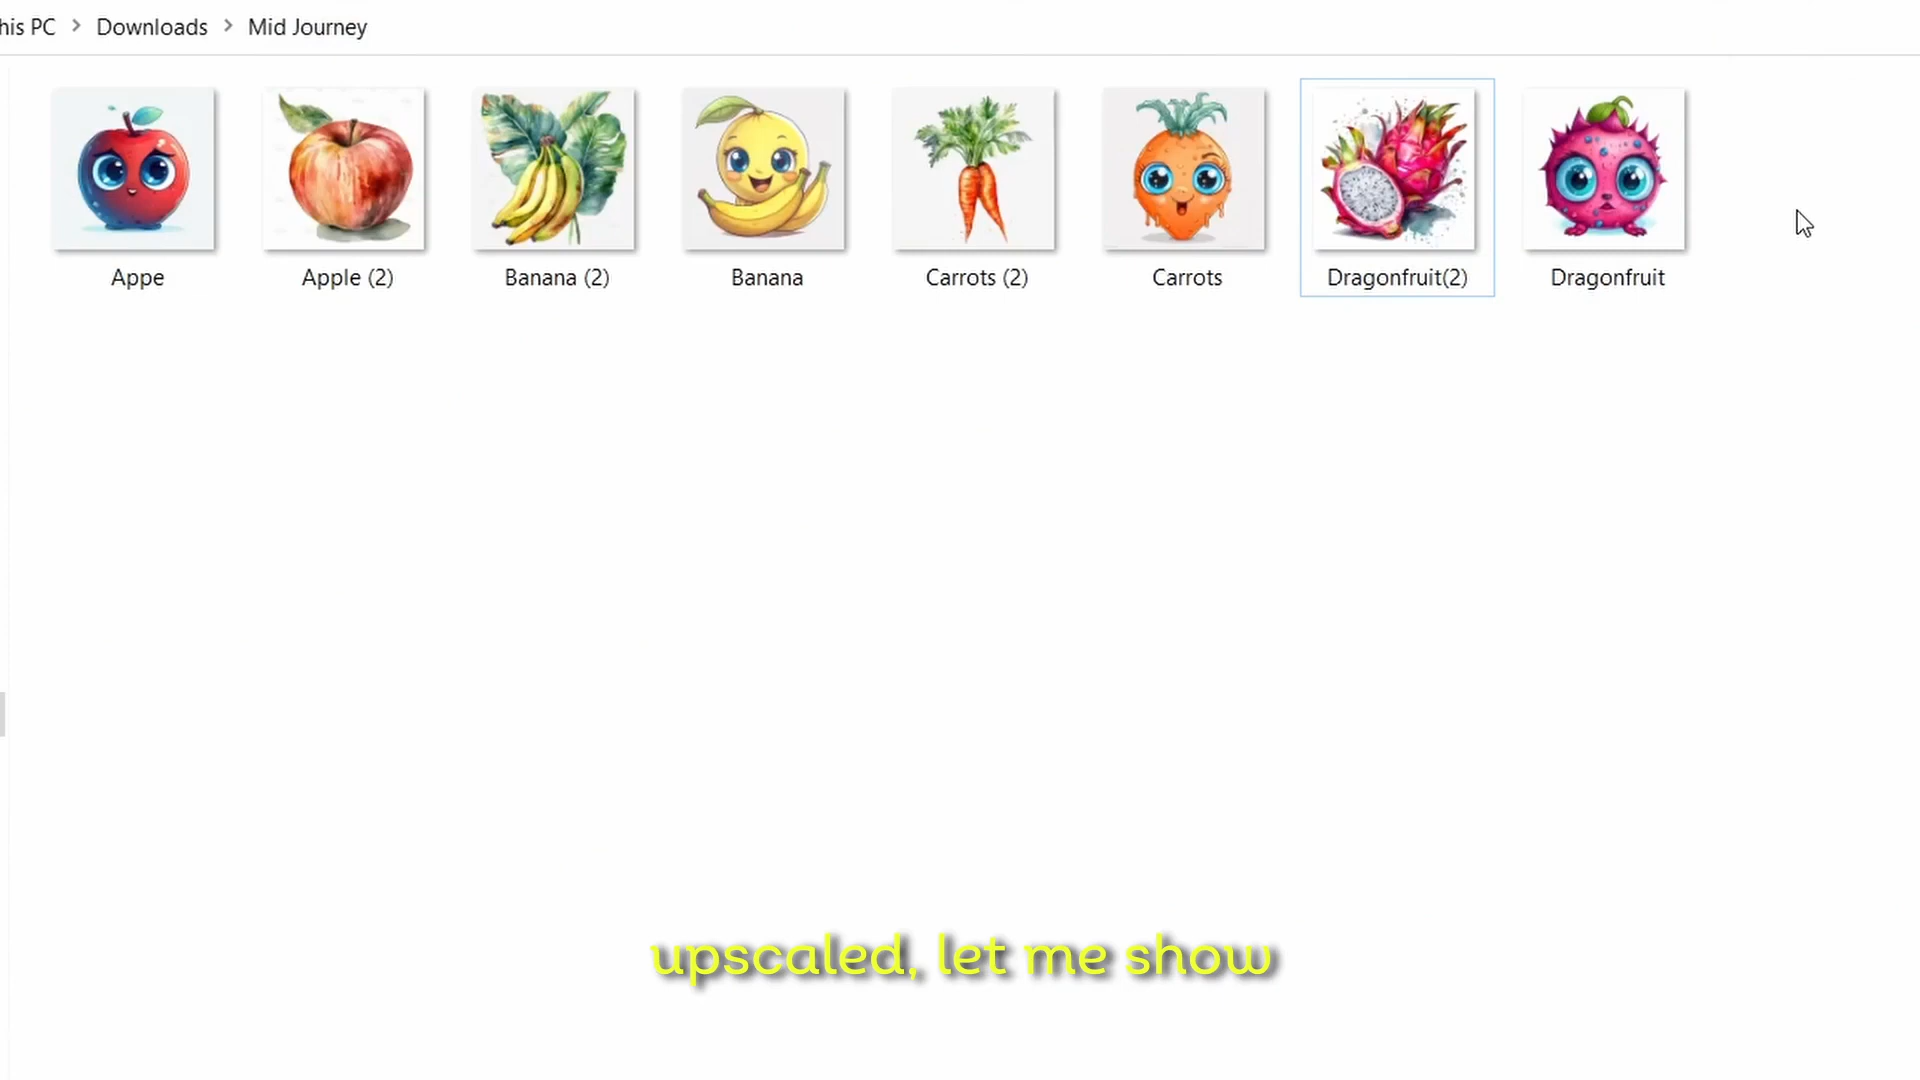 his PC > Downloads > Mid Journey
Appe
Apple (2)
Banana (2)
Banana
Carrots (2)
Carrots
Dragonfruit(2)
Dragonfruit
upscaled, let me show